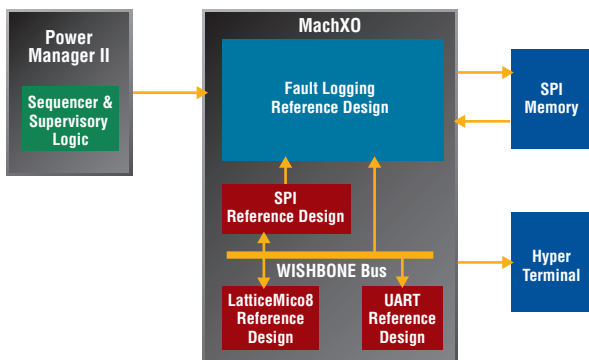 Power
Manager II
Sequencer &
Supervisory
Logic
MachXO
Fault Logging
Reference Design
SPI
Reference Design
WISHBONE Bus
LatticeMico8
Reference
Design
UART
Reference
Design
SPI
Memory
Hyper
Terminal